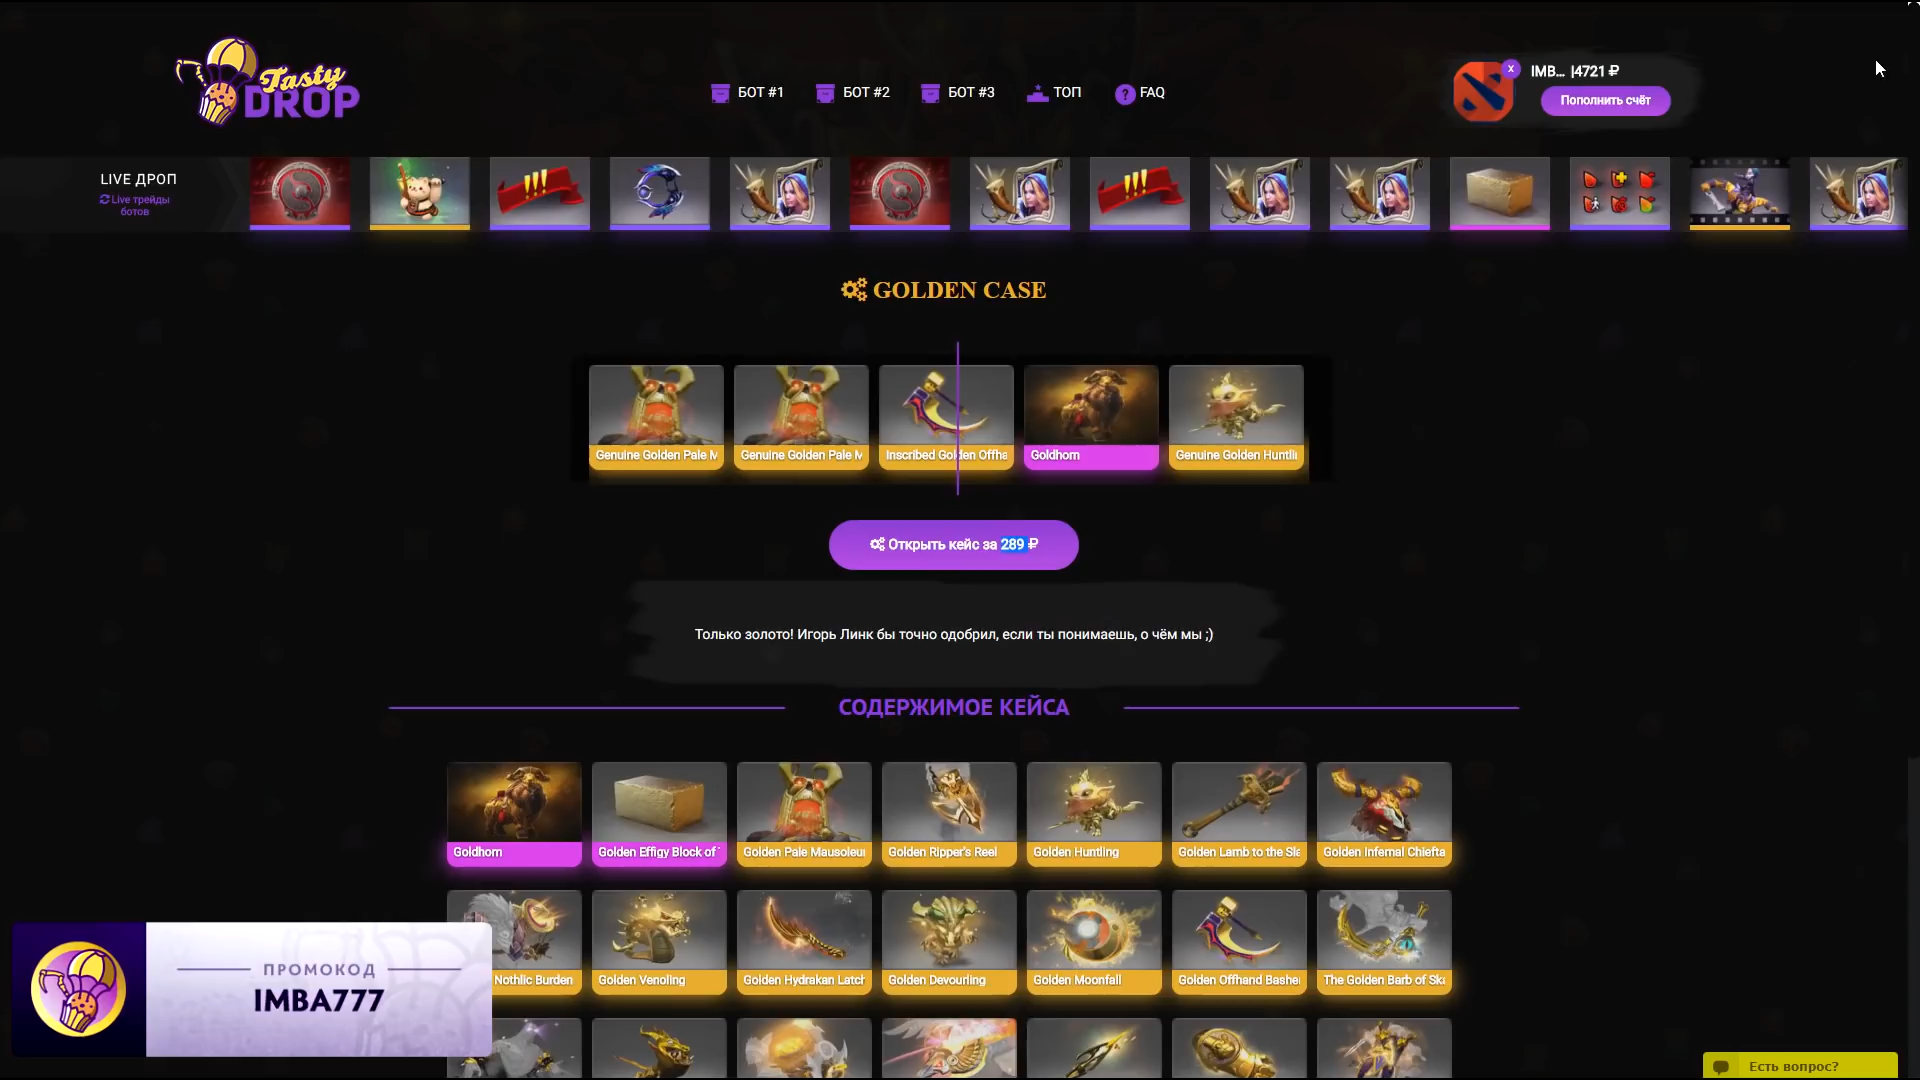 Tasty
DROP
БОТ #1
БОТ #2
БОТ #3
ТОП
? FAQ
x
IMB... |4721 ₽
Пополнить счёт
LIVE ДРОП
Live трейды
ботов
GOLDEN CASE
Genuine Golden Pale M
Genuine Golden Pale M
Inscribed Golden Offha
Goldhorn
Genuine Golden Huntli
Открыть кейс за 289 ₽
Только золото! Игорь Линк бы точно одобрил, если ты понимаешь, о чём мы ;)
СОДЕРЖИМОЕ КЕЙСА
Goldhorn
Golden Effigy Block of
Golden Pale Mausoleu
Golden Ripper's Reel
Golden Huntling
Golden Lamb to the Sla
Golden Infernal Chiefta
Nothlic Burden
Golden Venoling
Golden Hydrakan Latch
Golden Devourling
Golden Moonfall
Golden Offhand Basher
The Golden Barb of Ska
ПРОМОКОД
IMBA777
Есть вопрос?